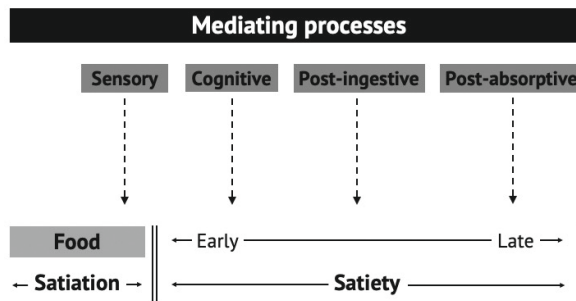 Mediating processes
Sensory Cognitive Post-ingestive Post-absorptive
Food Early Late
Satiation Satiety